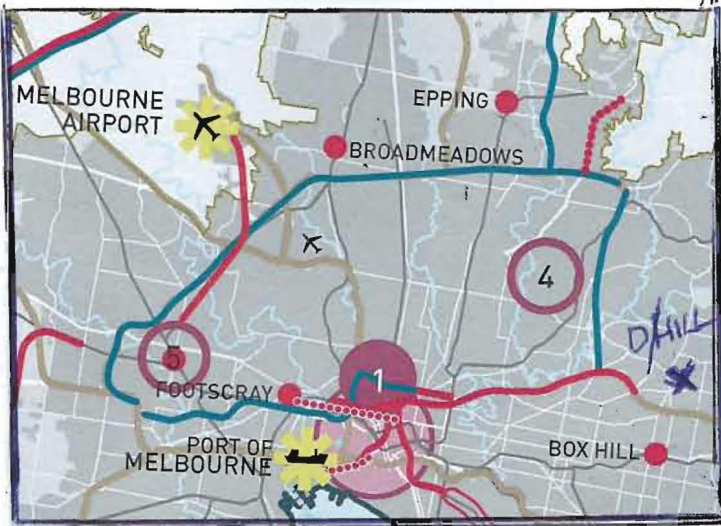 MELBOURNE
AIRPORT
EPPING
BROADMEADOWS
4
D/HILL
5
1
FOOTSCRAY
PORT OF
MELBOURNE
BOX HILL